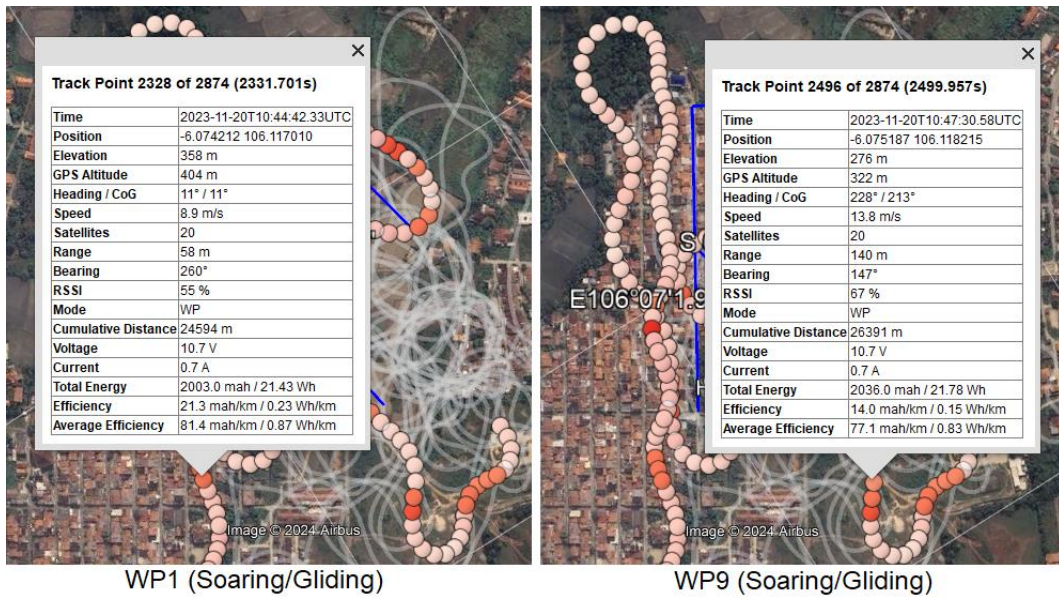 Track Point 2328 of 2874 (2331.701s)
Time 2023-11-20T10:44:42.33UTC
Position -6.074212 106.117010
Elevation 358 m
GPS Altitude 404 m
Heading / CoG 11° / 11°
Speed 8.9 m/s
Satellites 20
Range 58 m
Bearing 260°
RSSI 55 %
Mode WP
Cumulative Distance 24594 m
Voltage 10.7 V
Current 0.7 A
Total Energy 2003.0 mah / 21.43 Wh
Efficiency 21.3 mah/km / 0.23 Wh/km
Average Efficiency 81.4 mah/km / 0.87 Wh/km
Image © 2024 Airbus
WP1 (Soaring/Gliding)
Track Point 2496 of 2874 (2499.957s)
Time 2023-11-20T10:47:30.58UTC
Position -6.075187 106.118215
Elevation 276 m
GPS Altitude 322 m
Heading / CoG 228° / 213°
Speed 13.8 m/s
Satellites 20
Range 140 m
Bearing 147°
RSSI 67 %
Mode WP
Cumulative Distance 26391 m
Voltage 10.7 V
Current 0.7 A
Total Energy 2036.0 mah / 21.78 Wh
Efficiency 14.0 mah/km / 0.15 Wh/km
Average Efficiency 77.1 mah/km / 0.83 Wh/km
S
E106°07'1.9
H
Image © 2024 Airbus
WP9 (Soaring/Gliding)